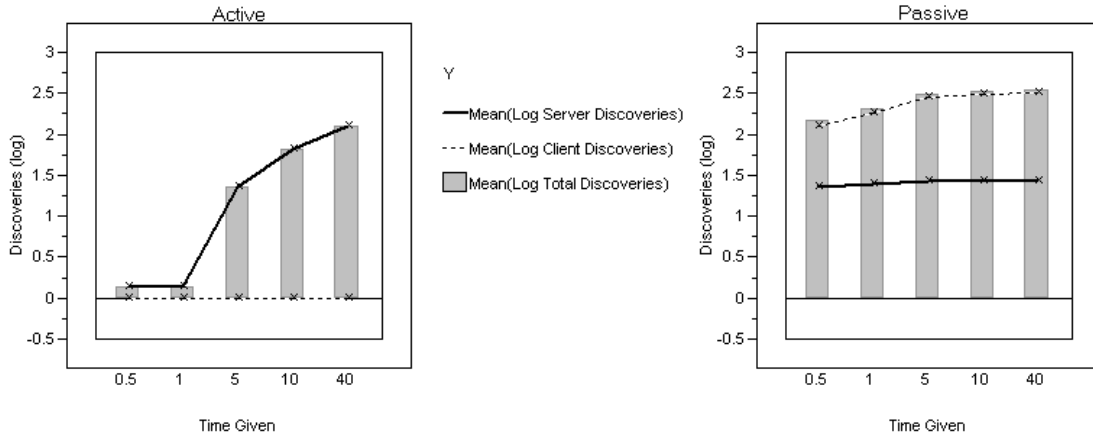 Active
Discoveries (log)
3
2.5
2
1.5
1
0.5
0
-0.5
0.5 1 5 10 40
Time Given
Y
Mean(Log Server Discoveries)
Mean(Log Client Discoveries)
Mean(Log Total Discoveries)
Passive
Discoveries (log)
3
2.5
2
1.5
1
0.5
0
-0.5
0.5 1 5 10 40
Time Given